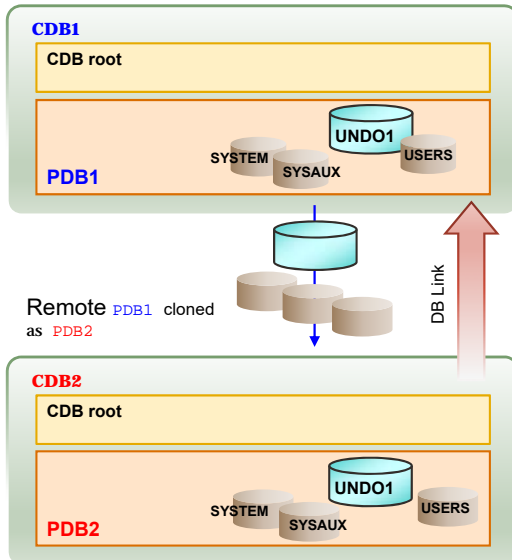 CDB1
CDB root
UNDO1
SYSTEM
USERS
SYSAUX
PDB1
DB Link
Remote PDB1 cloned
as PDB2
CDB2
CDB root
UNDO1
SYSTEM
USERS
SYSAUX
PDB2